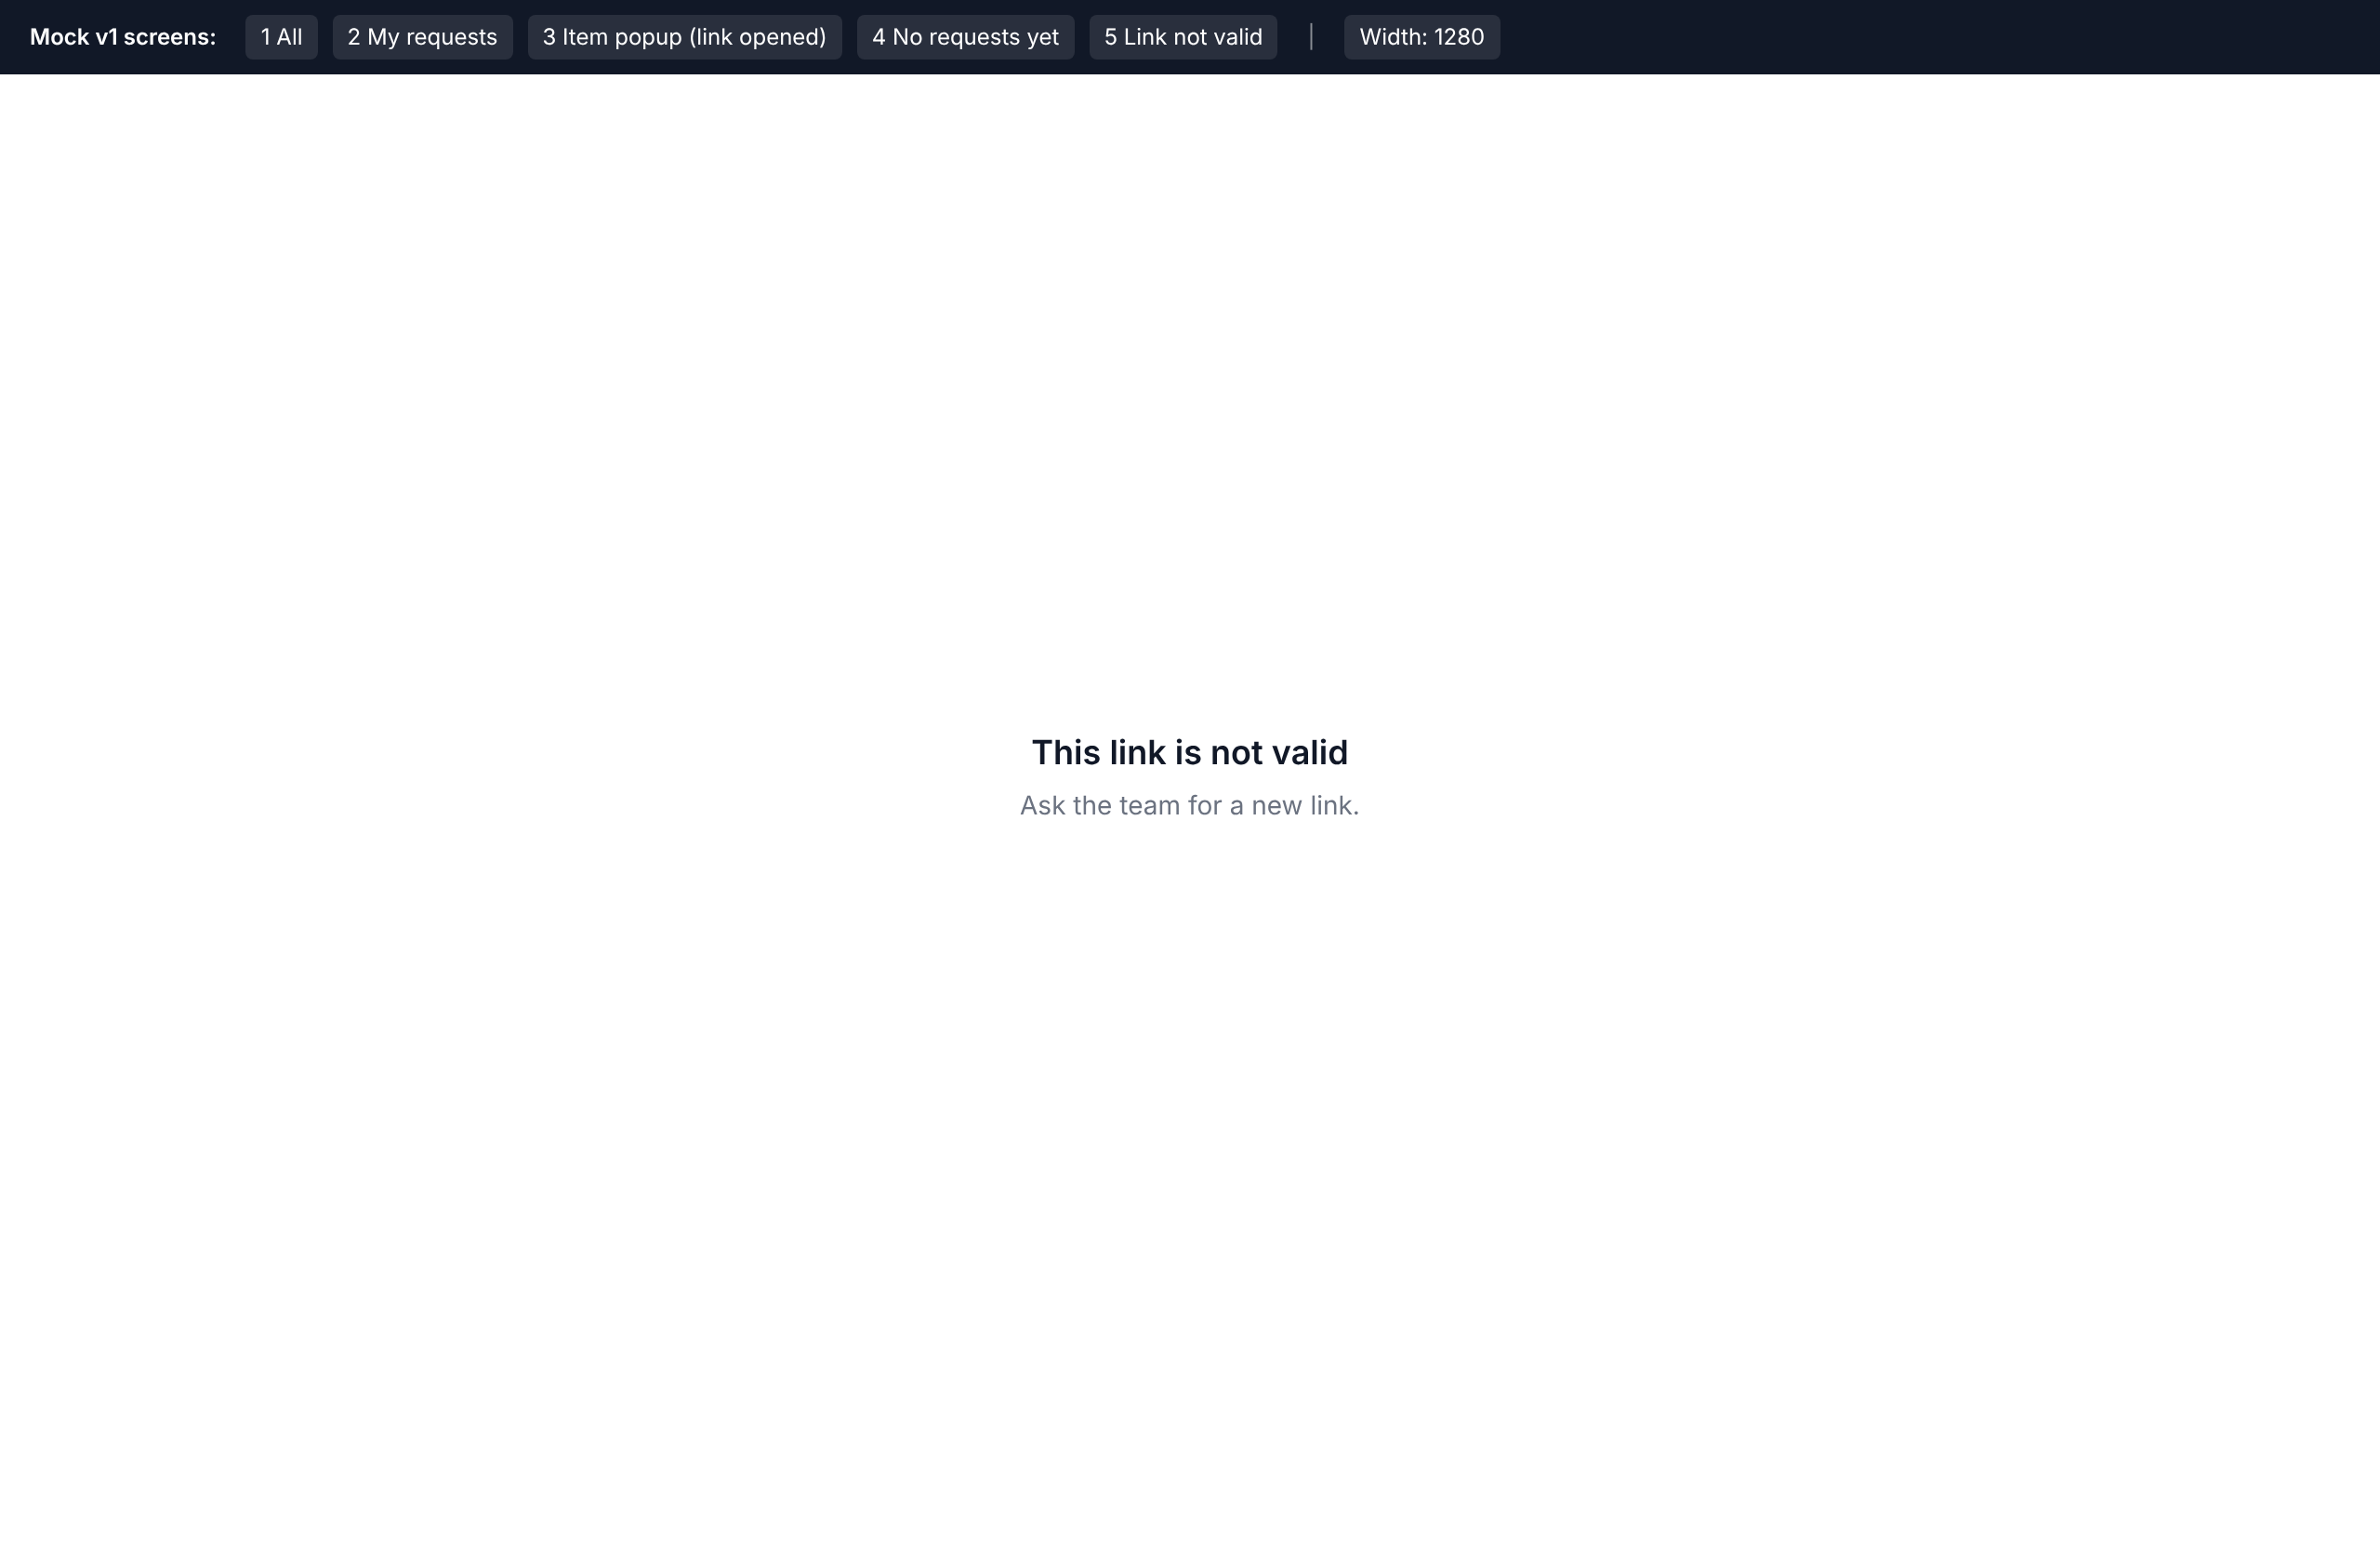 Mock v1 screens: 1 All 2 My requests 3 Item popup (link opened) 4 No requests yet 5 Link not valid | Width: 1280
This link is not valid
Ask the team for a new link.